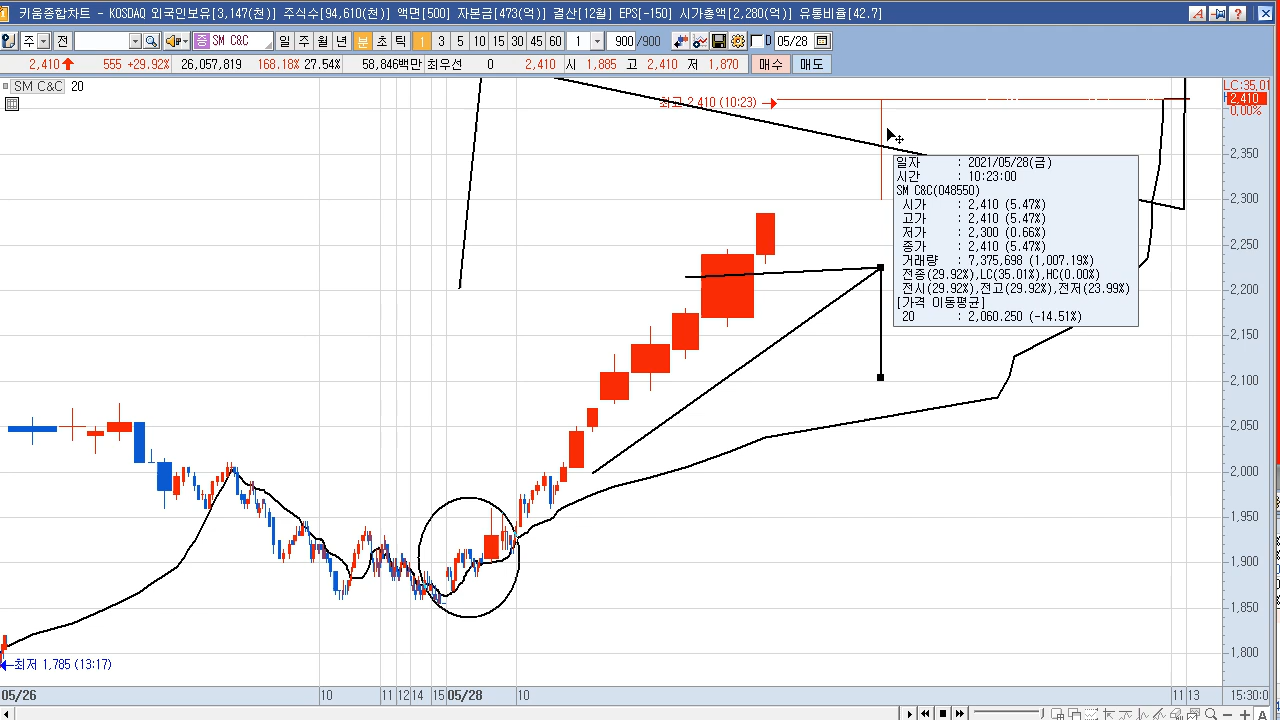 키움종합차트 - KOSDAQ 외국인보유[3,147(천)] 주식수[94,610(천)] 액면[500] 자본금[473(억)] 결산[12월] EPS[-150] 시가총액[2,280(억)] 유통비율[42.7]
주 전 증 SM C&C 일 주 월 년 분 초 틱 1 3 5 10 15 30 45 60 1 900 /900 D 05/28
2,410 555 +29.92% 26,057,819 168.18% 27.54% 58,846백만 최우선 0 2,410 시 1,885 고 2,410 저 1,870 매수 매도
SM C&C 20
LC:35,01
최고 2,410 (10:23)
2,410
0,00%
2,350
2,300
2,250
2,200
2,150
2,100
2,050
2,000
1,950
1,900
1,850
1,800
일자 : 2021/05/28(금)
시간 : 10:23:00
SM C&C(048550)
시가 : 2,410 (5.47%)
고가 : 2,410 (5.47%)
저가 : 2,300 (0.66%)
종가 : 2,410 (5.47%)
거래량 : 7,375,698 (1,007.19%)
전종(29.92%),LC(35.01%),HC(0.00%)
전시(29.92%),전고(29.92%),전저(23.99%)
[가격 이동평균]
20 : 2,060.250 (-14.51%)
최저 1,785 (13:17)
05/26 10 11 12 14 15 05/28 10 11 13 15:30:0
A